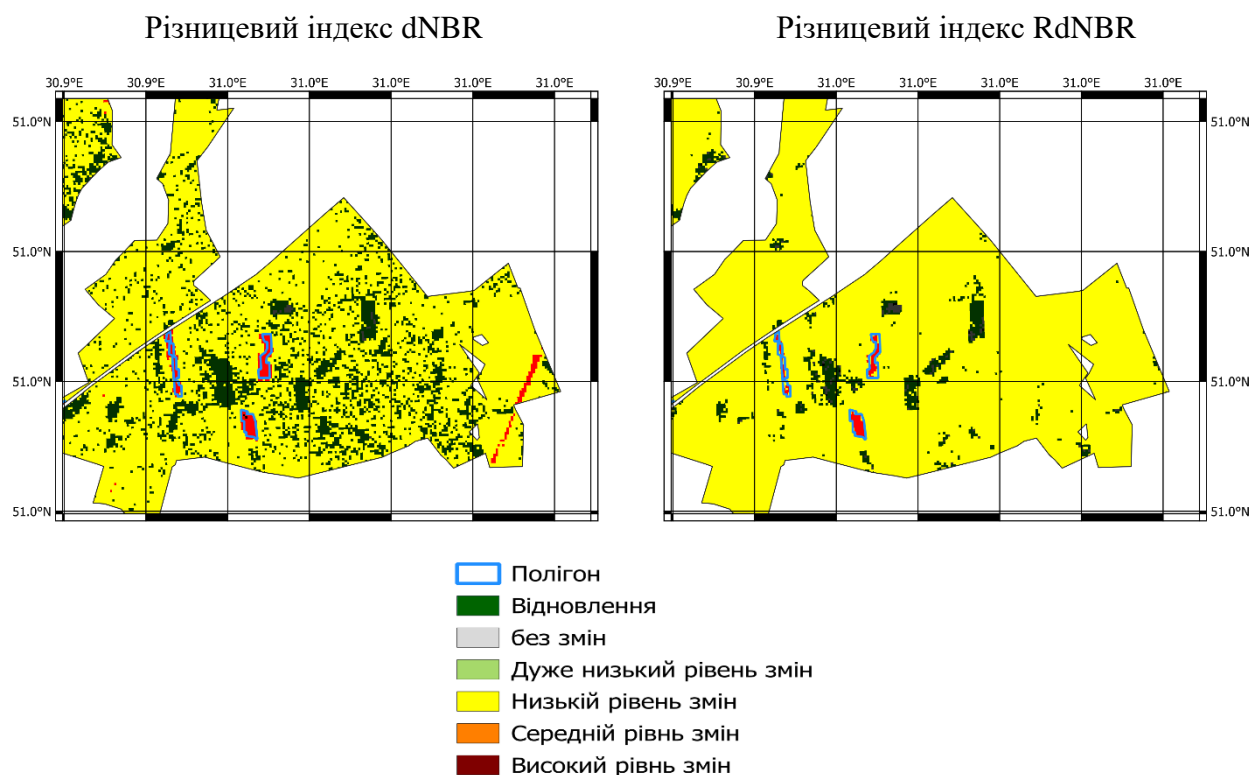 Різницевий індекс dNBR
Різницевий індекс RdNBR
30.9°E 30.9°E 31.0°E 31.0°E 31.0°E 31.0°E 31.0°E
30.9°E 30.9°E 31.0°E 31.0°E 31.0°E 31.0°E 31.0°E
51.0°N 51.0°N
51.0°N 51.0°N
51.0°N 51.0°N
51.0°N 51.0°N
Полігон
Відновлення
без змін
Дуже низький рівень змін
Низькій рівень змін
Середній рівнь змін
Високий рівнь змін